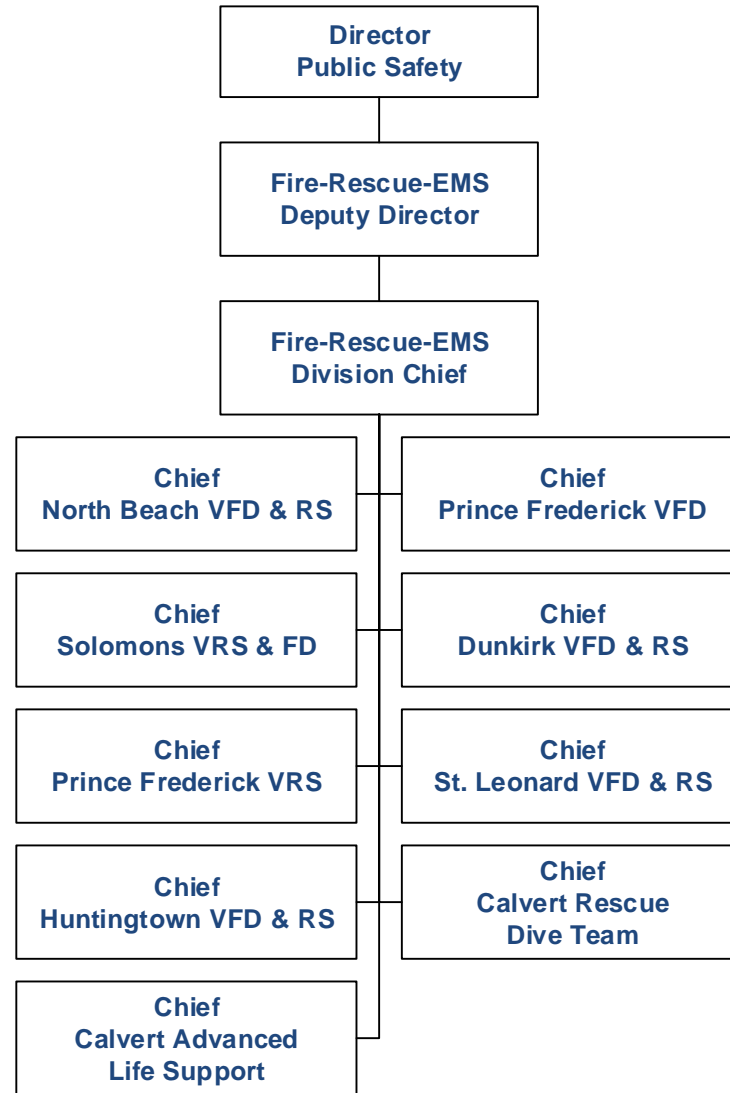 Director
Public Safety
Fire-Rescue-EMS
Deputy Director
Fire-Rescue-EMS
Division Chief
Chief
North Beach VFD & RS
Chief
Prince Frederick VFD
Chief
Solomons VRS & FD
Chief
Dunkirk VFD & RS
Chief
Prince Frederick VRS
Chief
St. Leonard VFD & RS
Chief
Huntingtown VFD & RS
Chief
Calvert Rescue
Dive Team
Chief
Calvert Advanced
Life Support